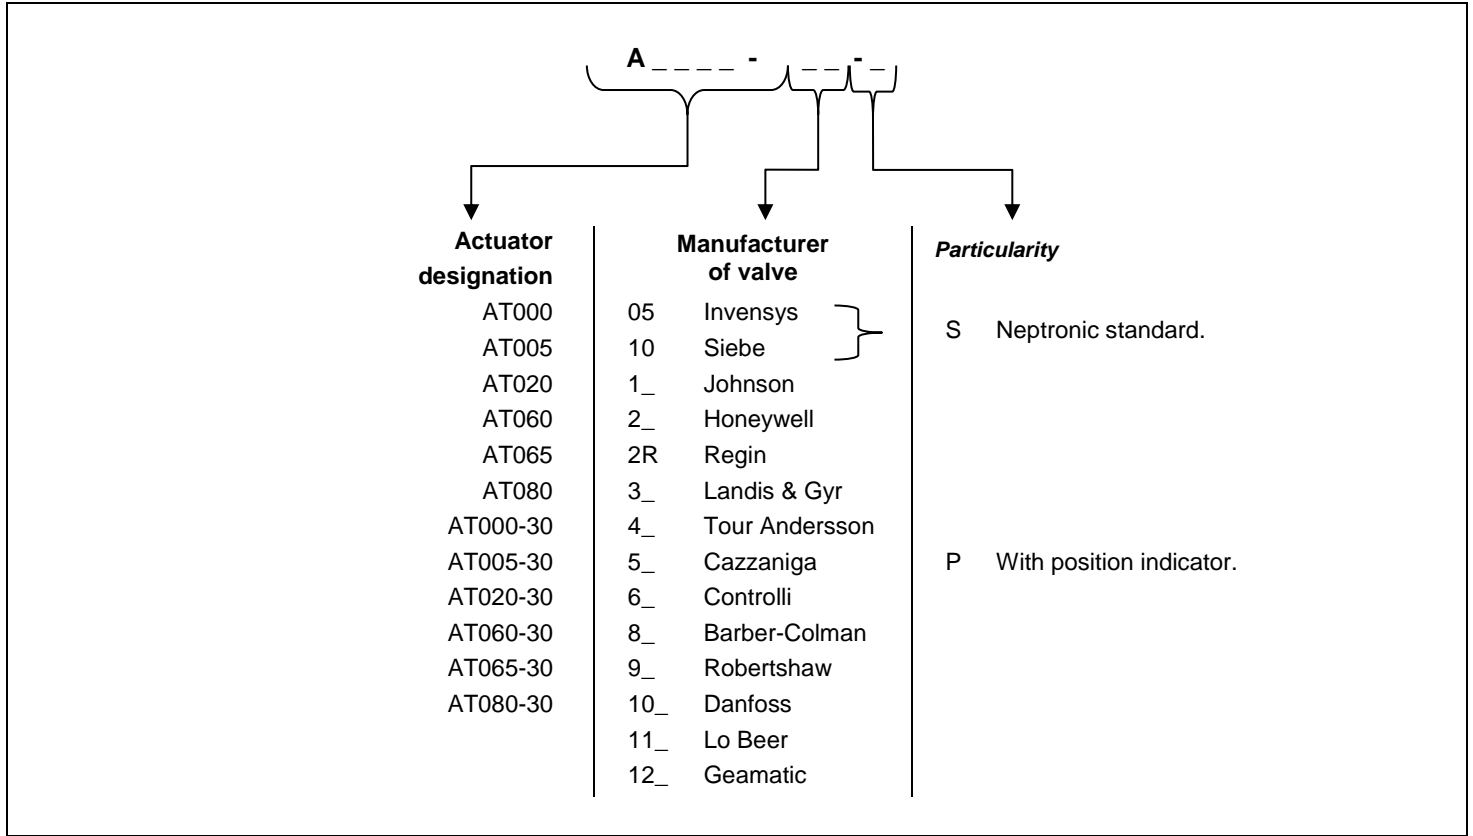 A _ _ _ _ - _ _ - _
Actuator
designation
AT000
AT005
AT020
AT060
AT065
AT080
AT000-30
AT005-30
AT020-30
AT060-30
AT065-30
AT080-30
Manufacturer
of valve
05 Invensys
10 Siebe
1_ Johnson
2_ Honeywell
2R Regin
3_ Landis & Gyr
4_ Tour Andersson
5_ Cazzaniga
6_ Controlli
8_ Barber-Colman
9_ Robertshaw
10_ Danfoss
11_ Lo Beer
12_ Geamatic
Particularity
S Neptronic standard.
P With position indicator.